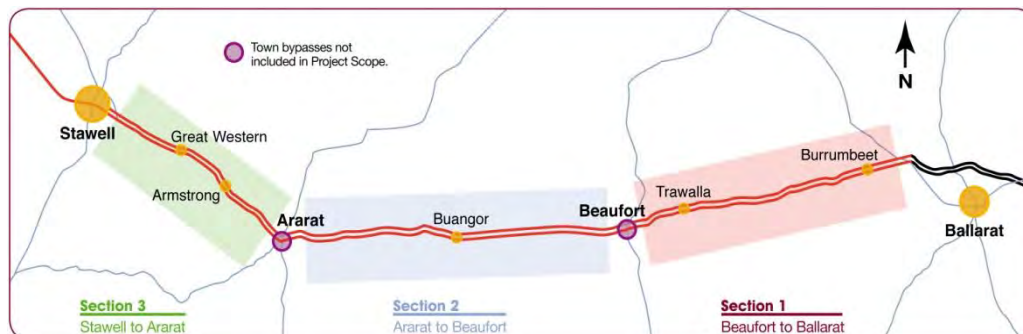 Town bypasses not
included in Project Scope.
N
Stawell
Great Western
Armstrong
Ararat
Buangor
Beaufort
Trawalla
Burrumbeet
Ballarat
Section 3
Stawell to Ararat
Section 2
Ararat to Beaufort
Section 1
Beaufort to Ballarat